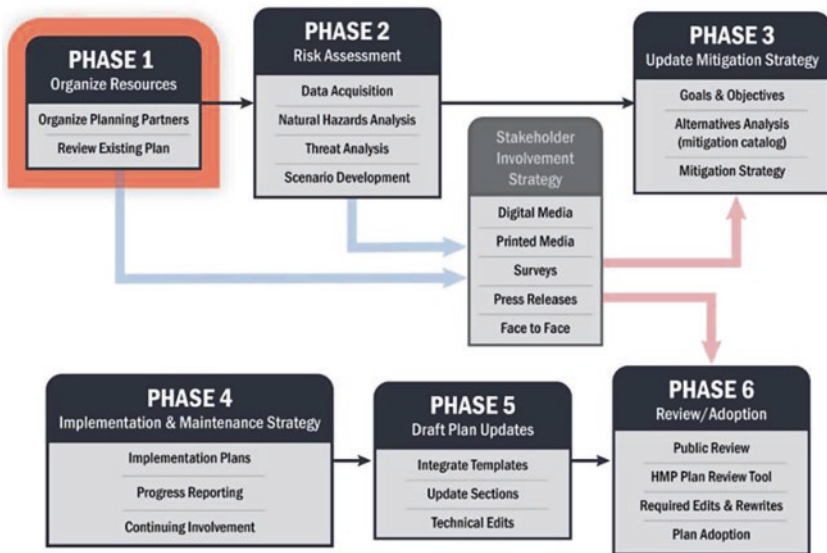 PHASE 1
Organize Resources
Organize Planning Partners
Review Existing Plan
PHASE 2
Risk Assessment
Data Acquisition
Natural Hazards Analysis
Threat Analysis
Scenario Development
PHASE 3
Update Mitigation Strategy
Goals & Objectives
Alternatives Analysis
(mitigation catalog)
Mitigation Strategy
Stakeholder
Involvement
Strategy
Digital Media
Printed Media
Surveys
Press Releases
Face to Face
PHASE 4
Implementation & Maintenance Strategy
Implementation Plans
Progress Reporting
Continuing Involvement
PHASE 5
Draft Plan Updates
Integrate Templates
Update Sections
Technical Edits
PHASE 6
Review/Adoption
Public Review
HMP Plan Review Tool
Required Edits & Rewrites
Plan Adoption